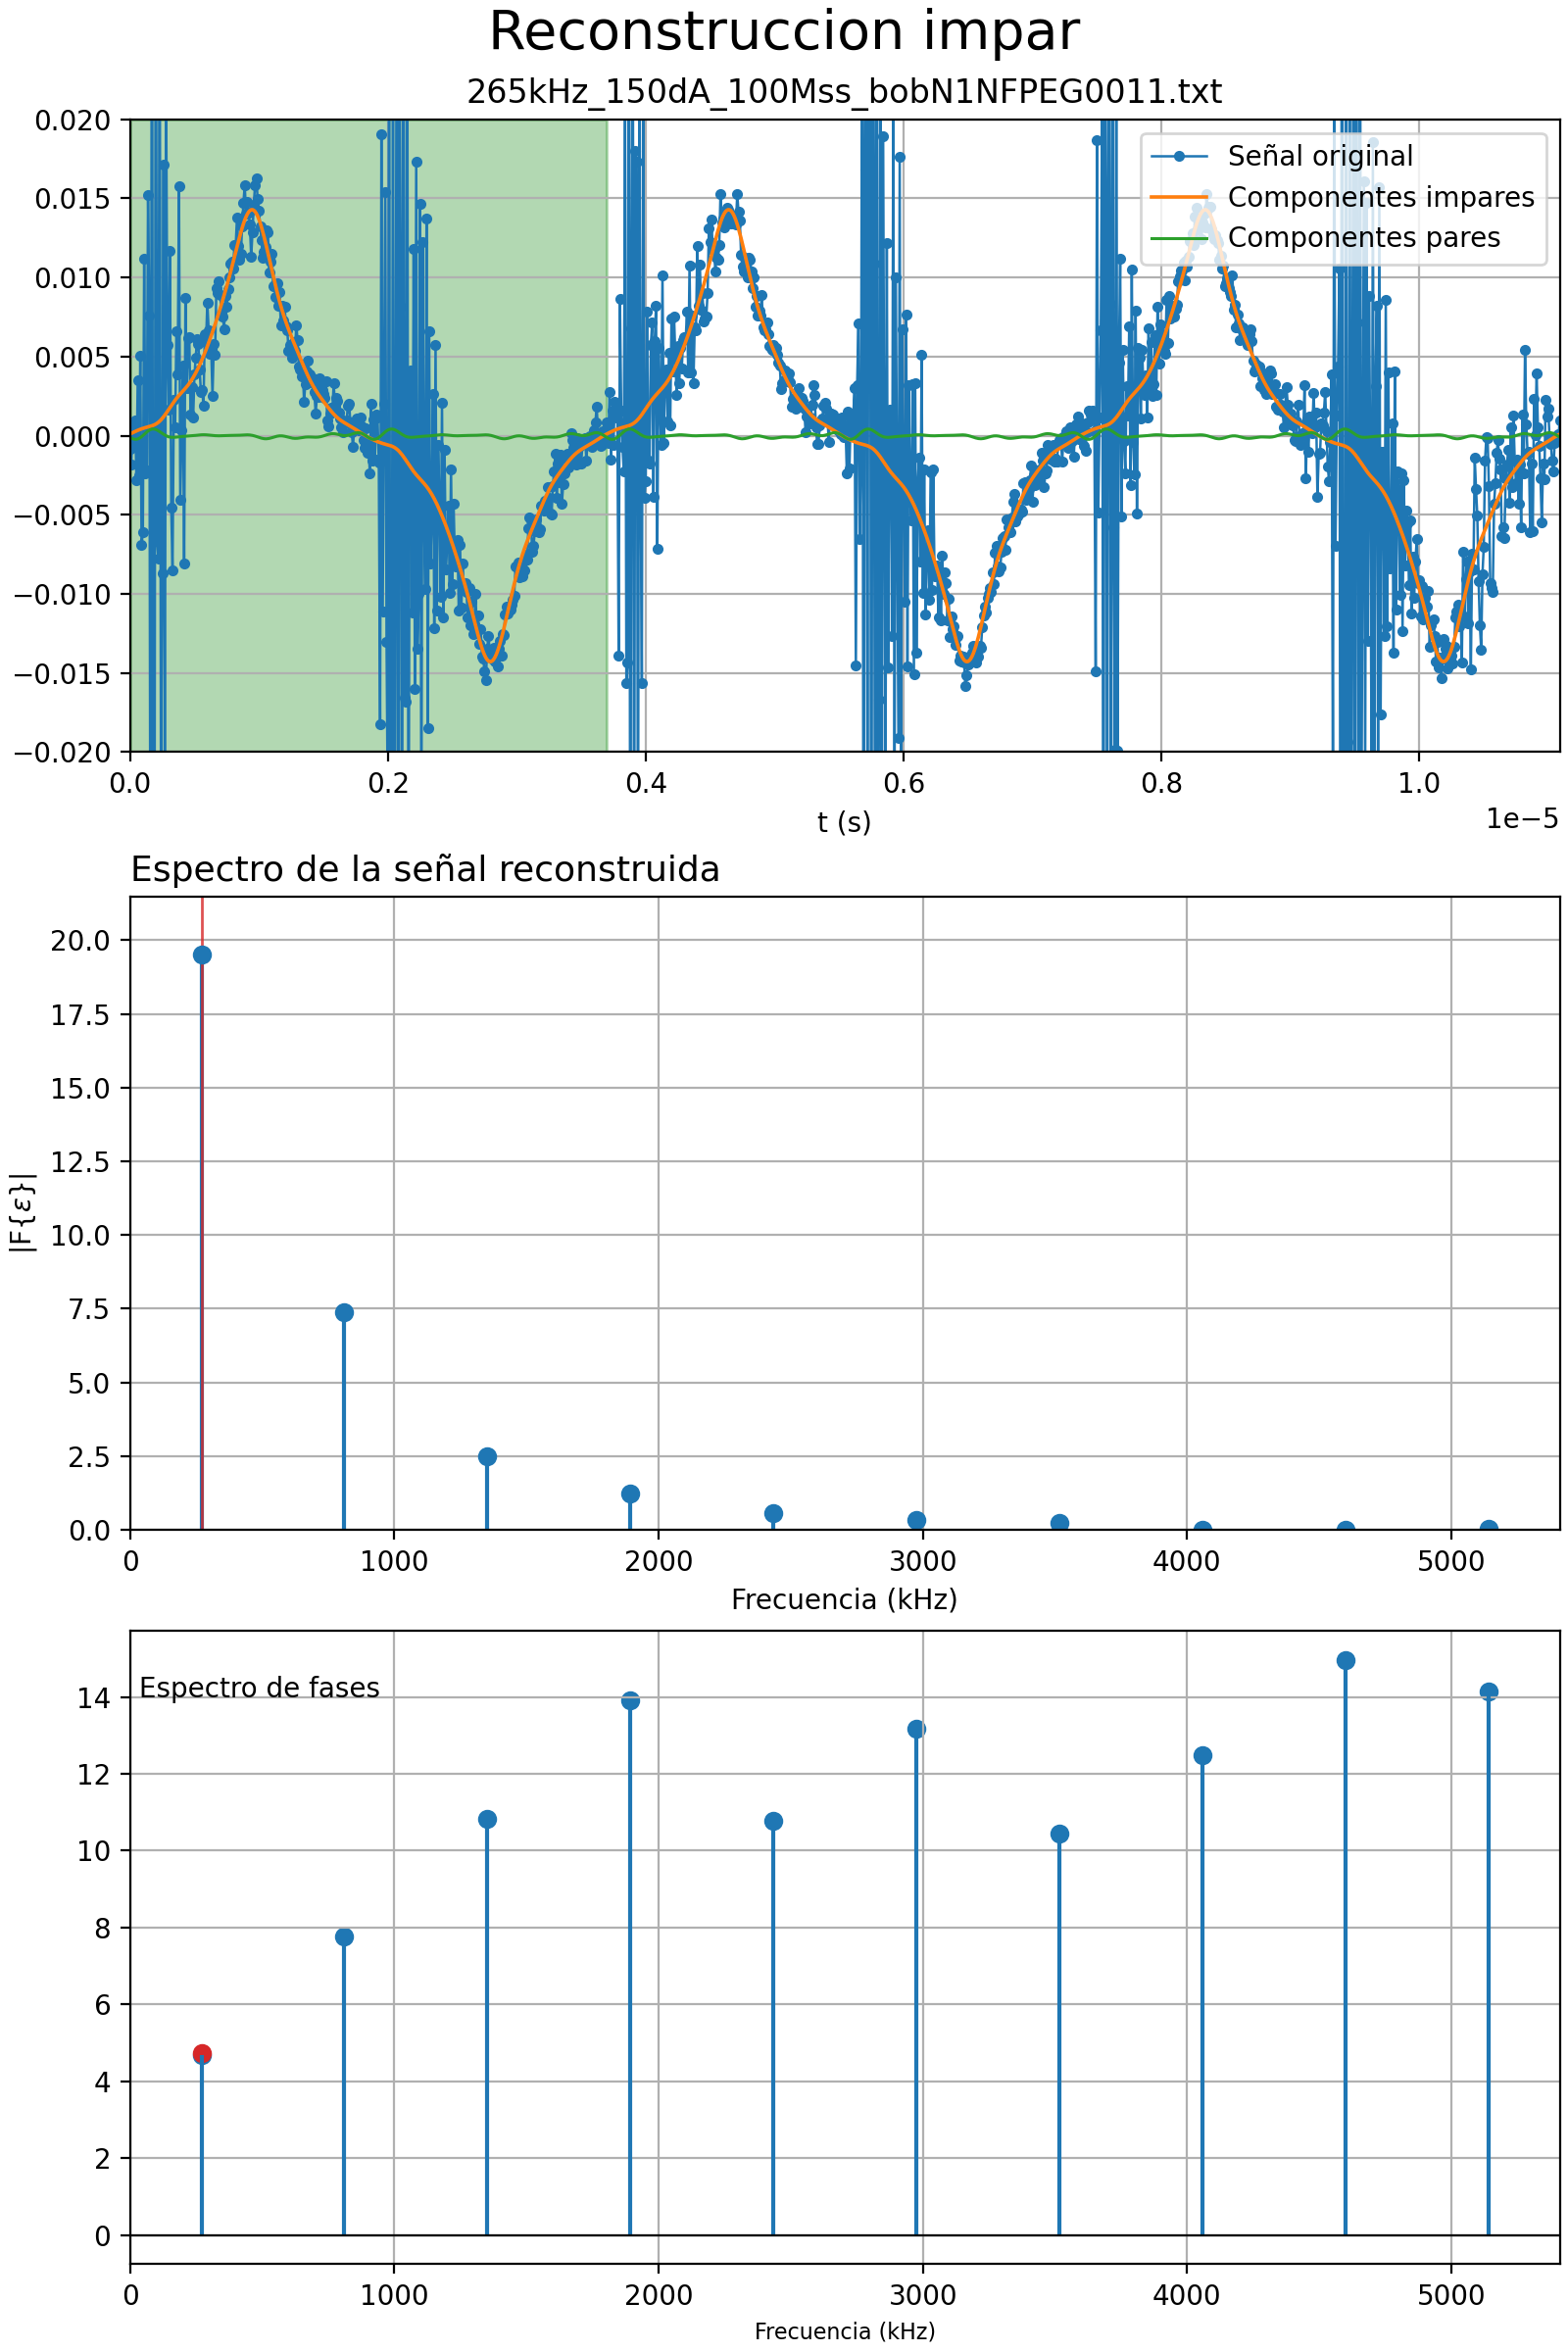 Reconstruccion impar
265kHz_150dA_100Mss_bobN1NFPEG0011.txt
0.020
0.015
0.010
0.005
0.000
−0.005
−0.010
−0.015
−0.020
Señal original
Componentes impares
Componentes pares
0.0 0.2 0.4 0.6 0.8 1.0
1e−5
t (s)
Espectro de la señal reconstruida
20.0
17.5
15.0
12.5
10.0
7.5
5.0
2.5
0.0
|F{ε}|
0 1000 2000 3000 4000 5000
Frecuencia (kHz)
Espectro de fases
14
12
10
8
6
4
2
0
0 1000 2000 3000 4000 5000
Frecuencia (kHz)